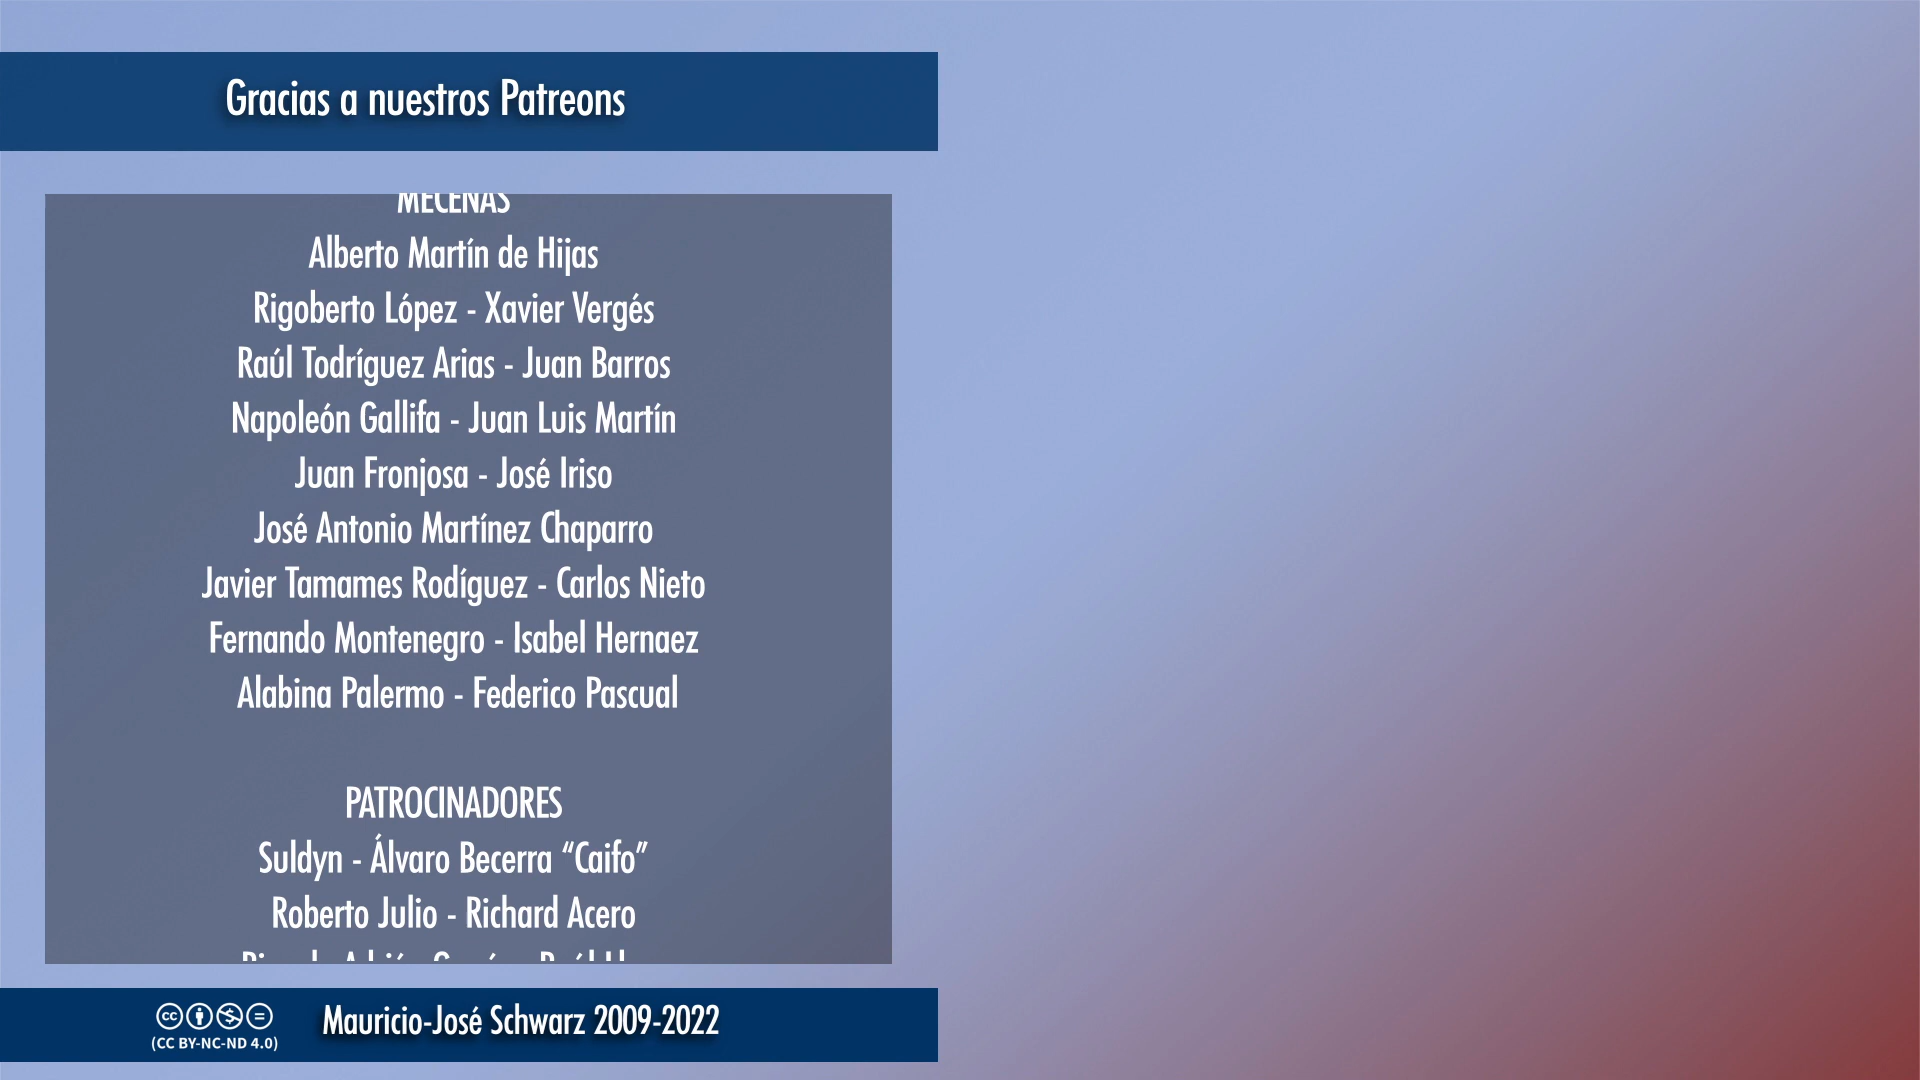 Gracias a nuestros Patreons
MECENAS
Alberto Martín de Hijas
Rigoberto López - Xavier Vergés
Raúl Todríguez Arias - Juan Barros
Napoleón Gallifa - Juan Luis Martín
Juan Fronjosa - José Iriso
José Antonio Martínez Chaparro
Javier Tamames Rodíguez - Carlos Nieto
Fernando Montenegro - Isabel Hernaez
Alabina Palermo - Federico Pascual
PATROCINADORES
Suldyn - Álvaro Becerra “Caifo”
Roberto Julio - Richard Acero
(CC BY-NC-ND 4.0)
Mauricio-José Schwarz 2009-2022